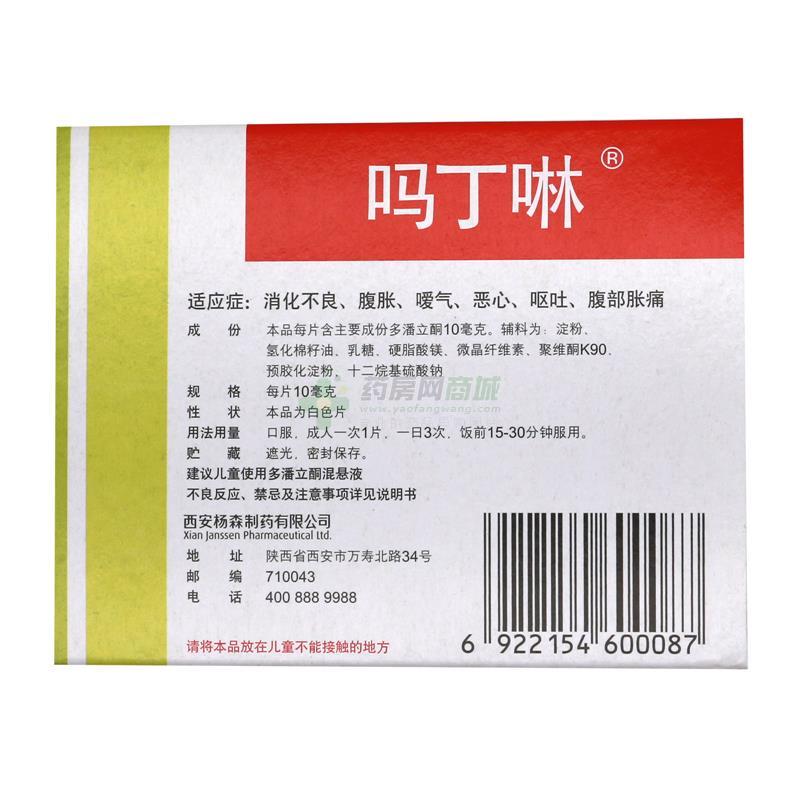 吗丁啉®
适应症：消化不良、腹胀、嗳气、恶心、呕吐、腹部胀痛
成 份 本品每片含主要成份多潘立酮10毫克。辅料为：淀粉、
氢化棉籽油、乳糖、硬脂酸镁、微晶纤维素、聚维酮K90、
预胶化淀粉、十二烷基硫酸钠
规 格 每片10毫克
性 状 本品为白色片
用法用量 口服，成人一次1片，一日3次，饭前15-30分钟服用。
贮 藏 遮光，密封保存。
建议儿童使用多潘立酮混悬液
不良反应、禁忌及注意事项详见说明书
西安杨森制药有限公司
Xian Janssen Pharmaceutical Ltd.
地 址 陕西省西安市万寿北路34号
邮 编 710043
电 话 400 888 9988
请将本品放在儿童不能接触的地方
6 922154 600087
药房网商城
www.yaofangwang.com